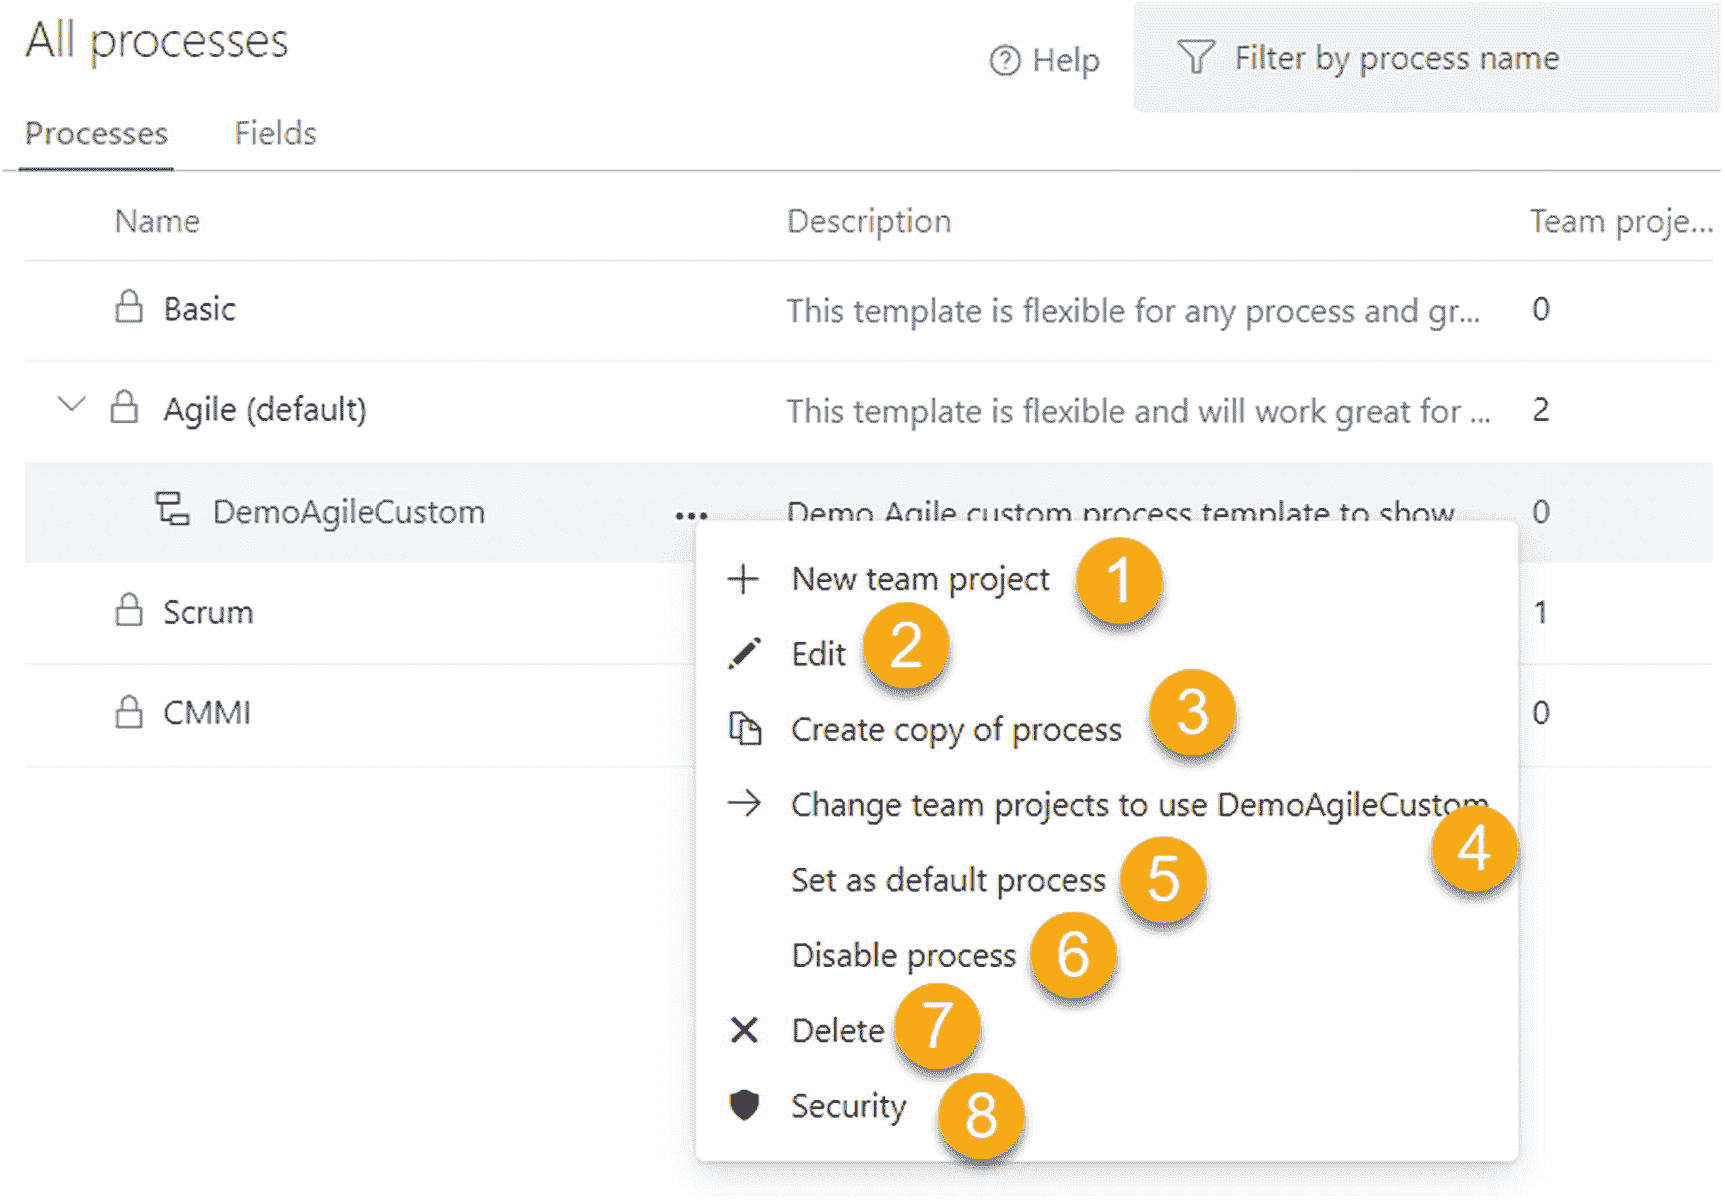 All processes
Help
Filter by process name
Processes Fields
Name Description Team proje...
Basic This template is flexible for any process and gr... 0
Agile (default) This template is flexible and will work great for ... 2
DemoAgileCustom ... Demo Agile custom process template to show 0
New team project 1
Edit 2
Scrum 1
Create copy of process 3
CMMI 0
Change team projects to use DemoAgileCustom 4
Set as default process 5
Disable process 6
Delete 7
Security 8